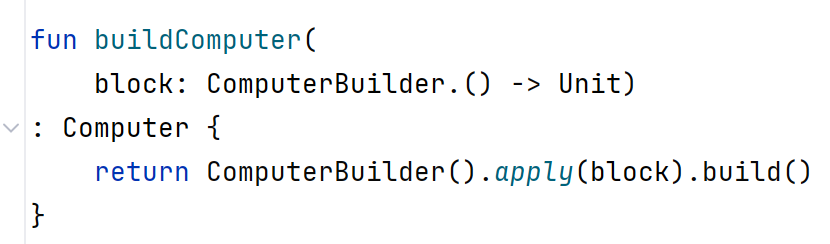 fun buildComputer(
    block: ComputerBuilder.() -> Unit)
: Computer {
    return ComputerBuilder().apply(block).build()
}